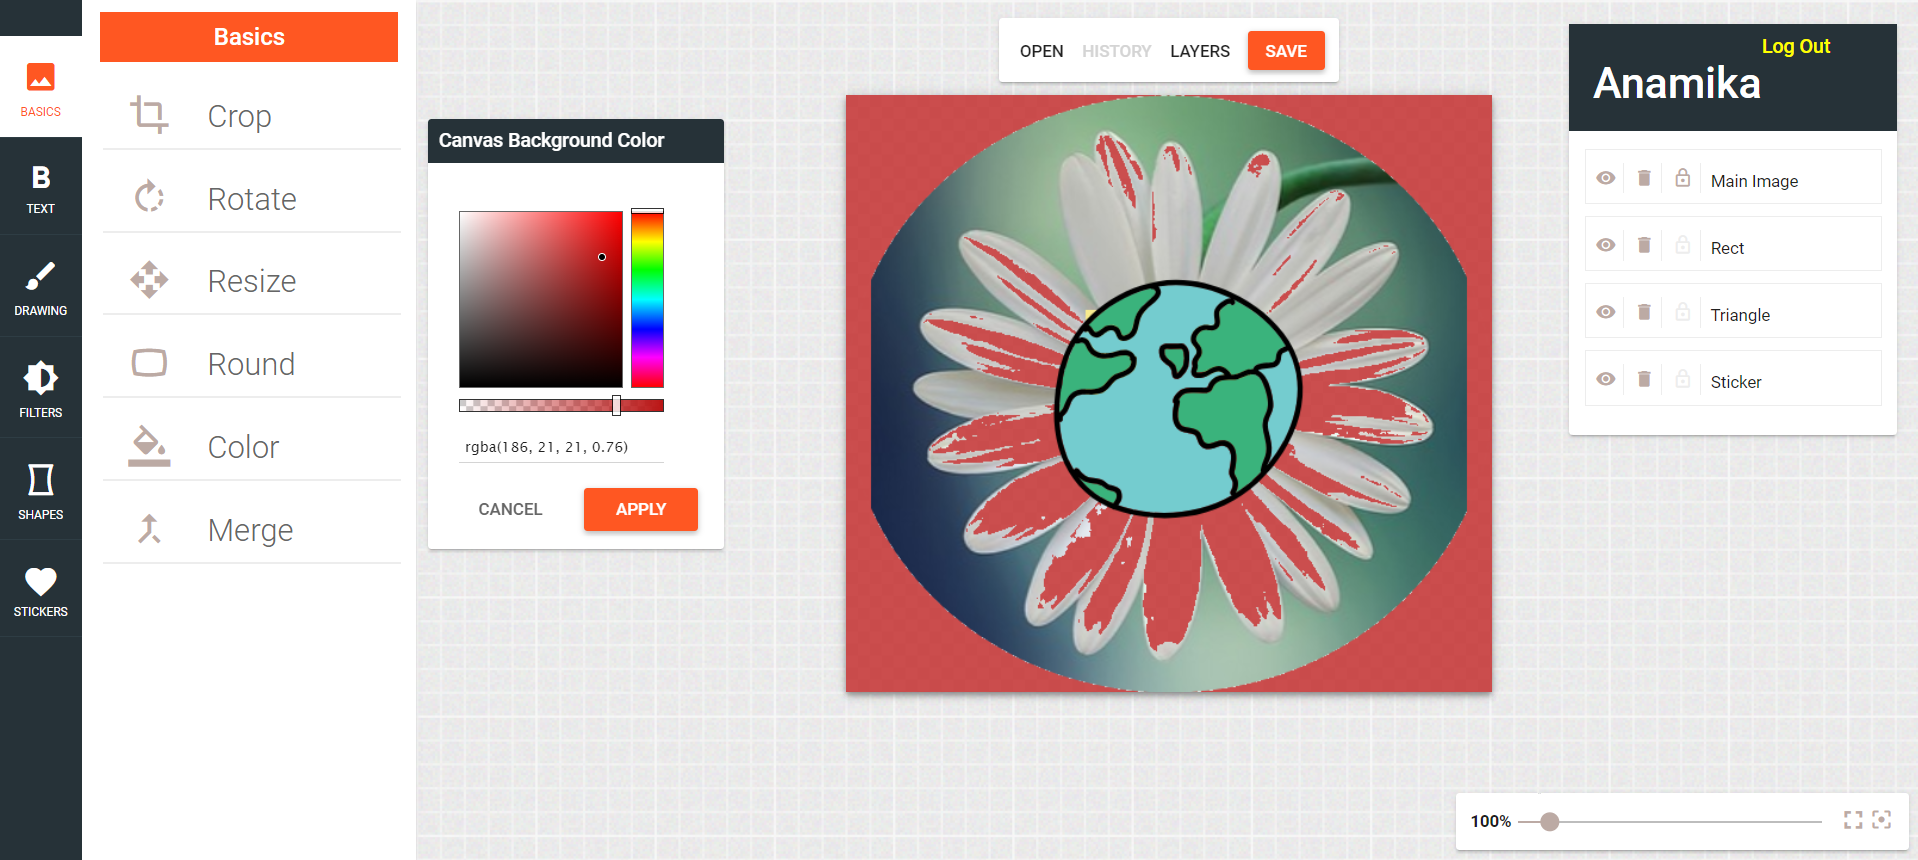 BASICS
B
TEXT
DRAWING
FILTERS
SHAPES
STICKERS
Basics
Crop
Rotate
Resize
Round
Color
Merge
Canvas Background Color
rgba(186, 21, 21, 0.76)
CANCEL APPLY
OPEN HISTORY LAYERS SAVE
Log Out
Anamika
Main Image
Rect
Triangle
Sticker
100%